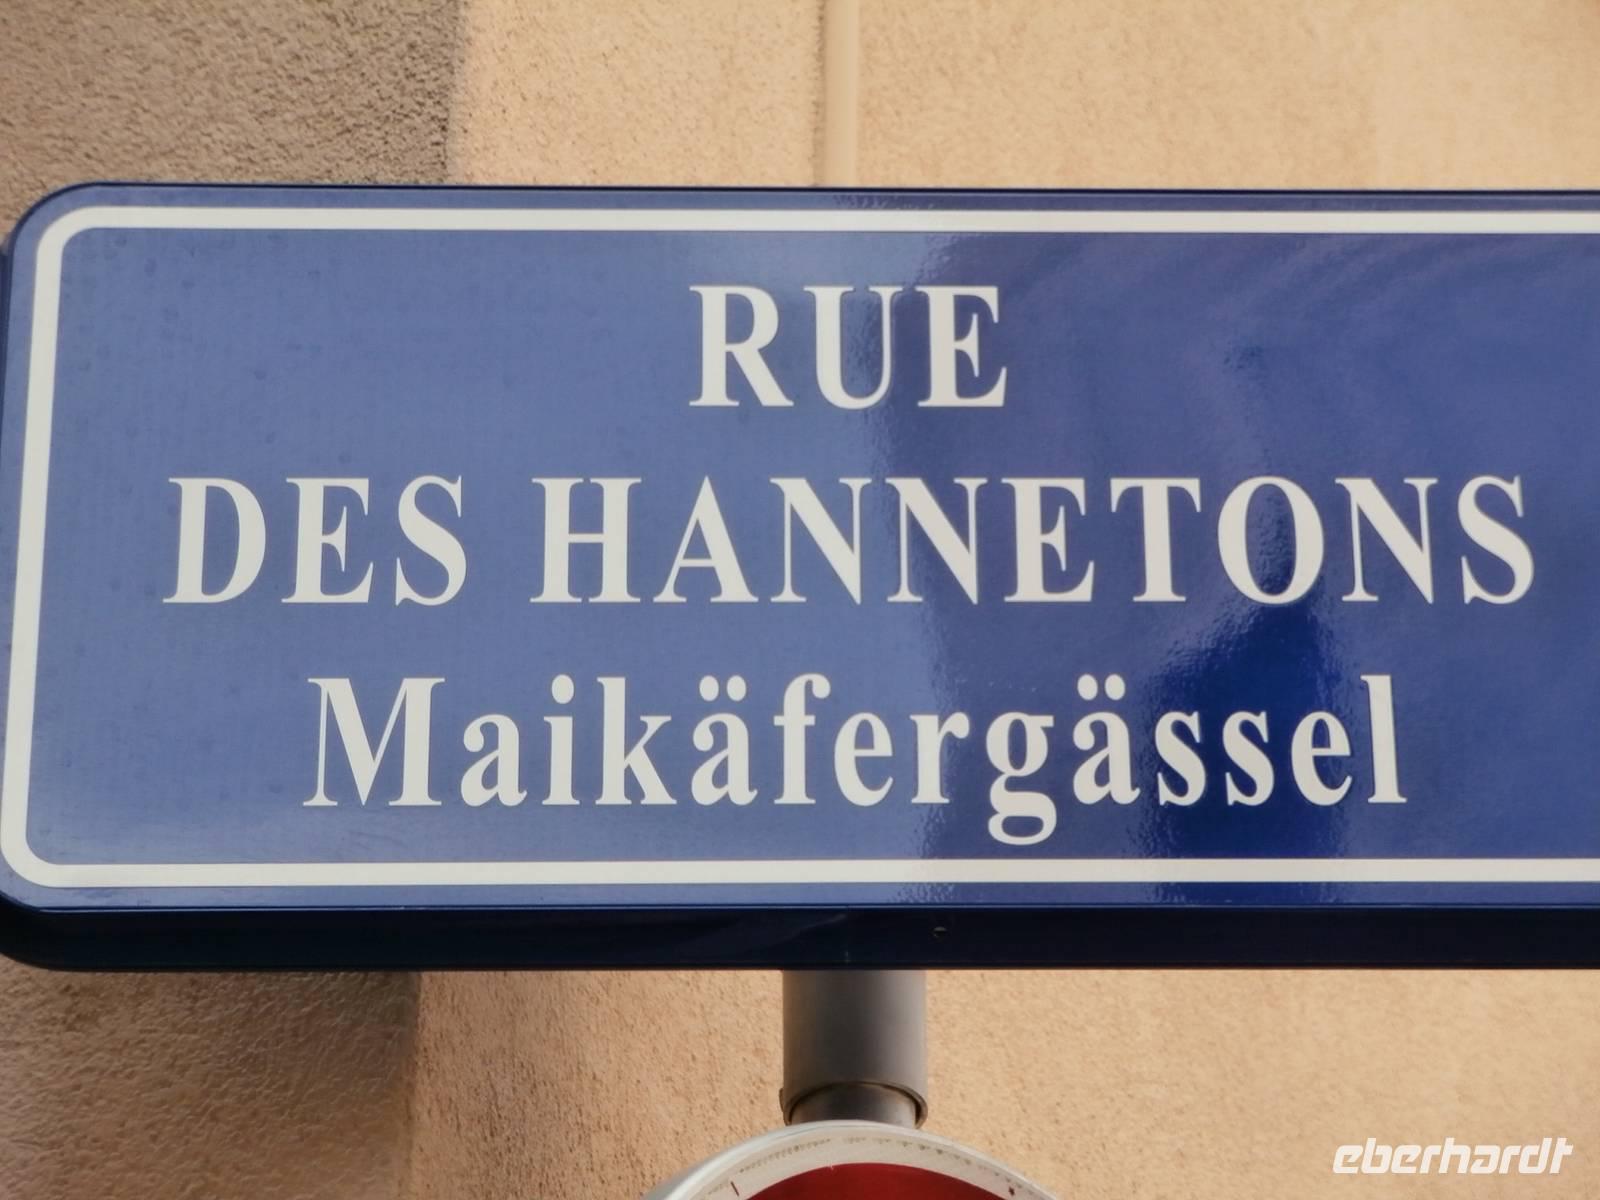 RUE
DES HANNETONS
Maikäfergässel
eberhardt